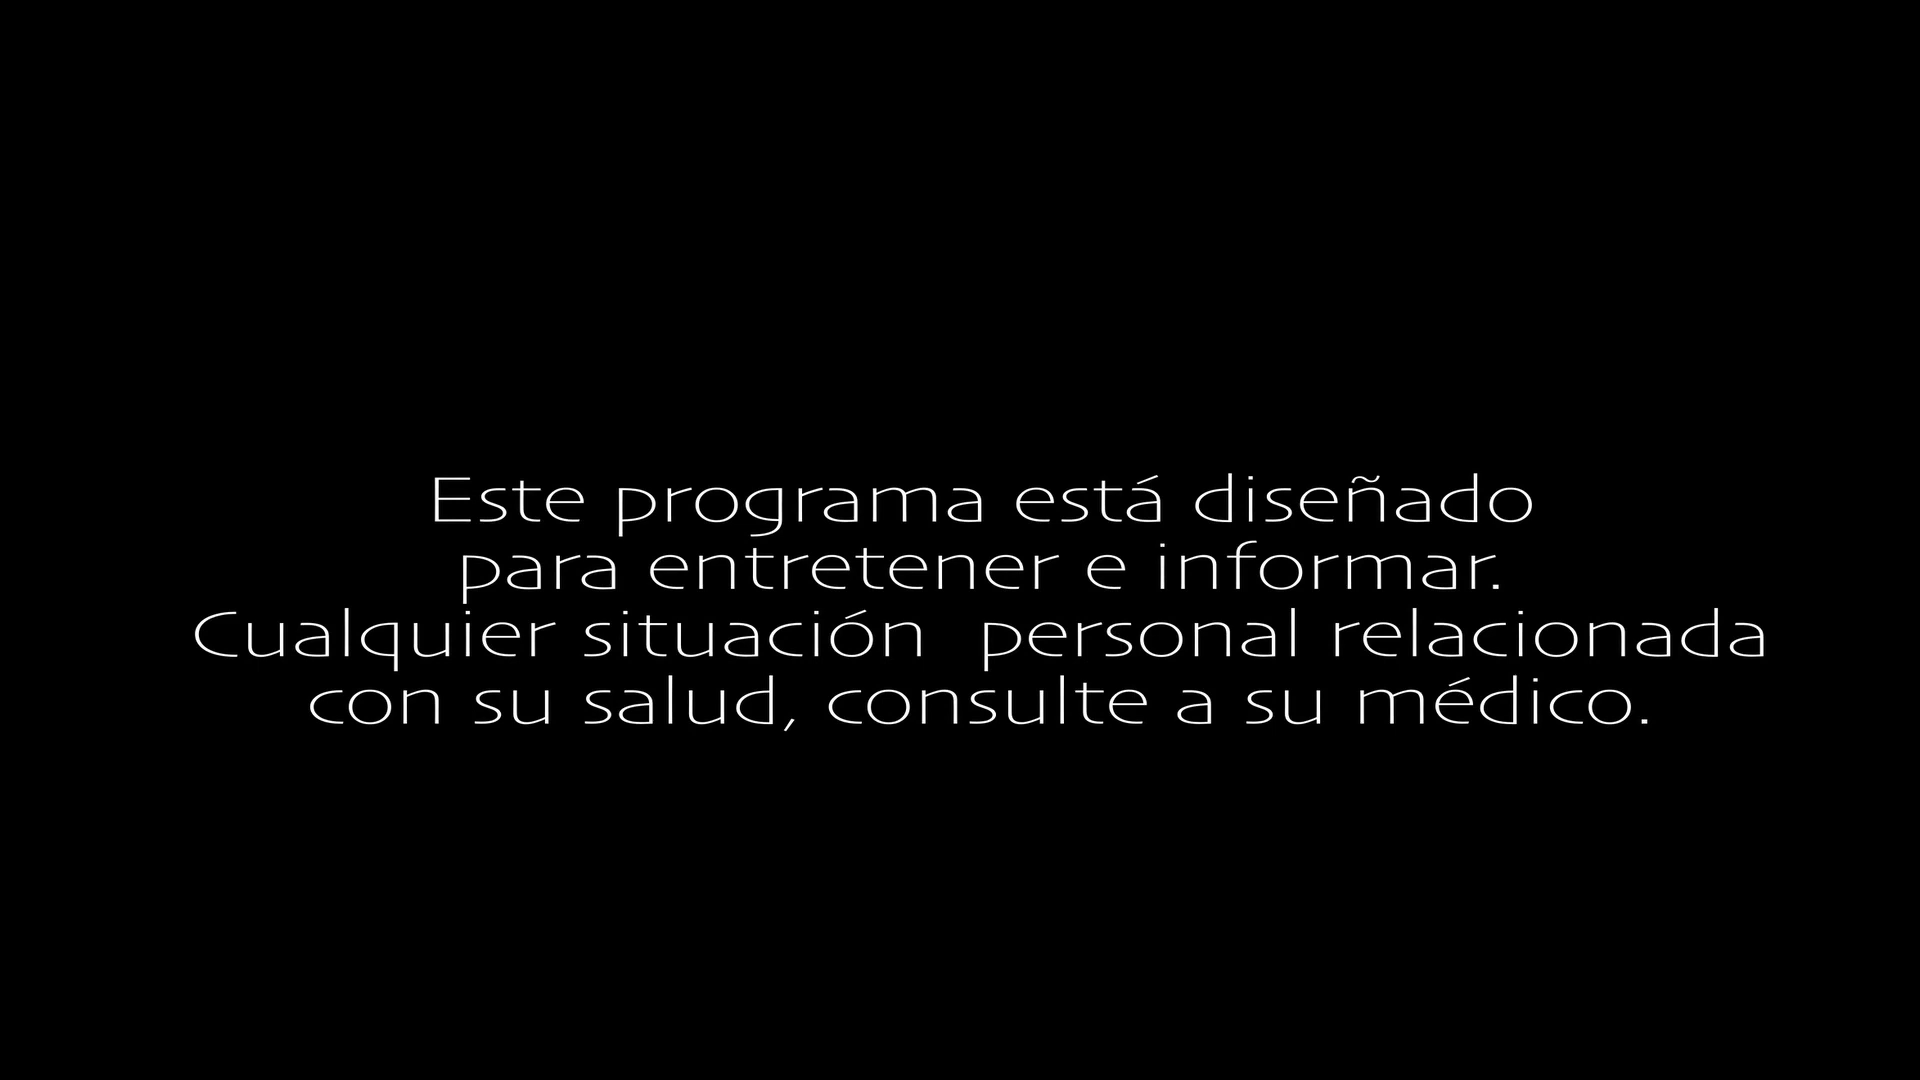 Este programa está diseñado
para entretener e informar.
Cualquier situación  personal relacionada
con su salud, consulte a su médico.